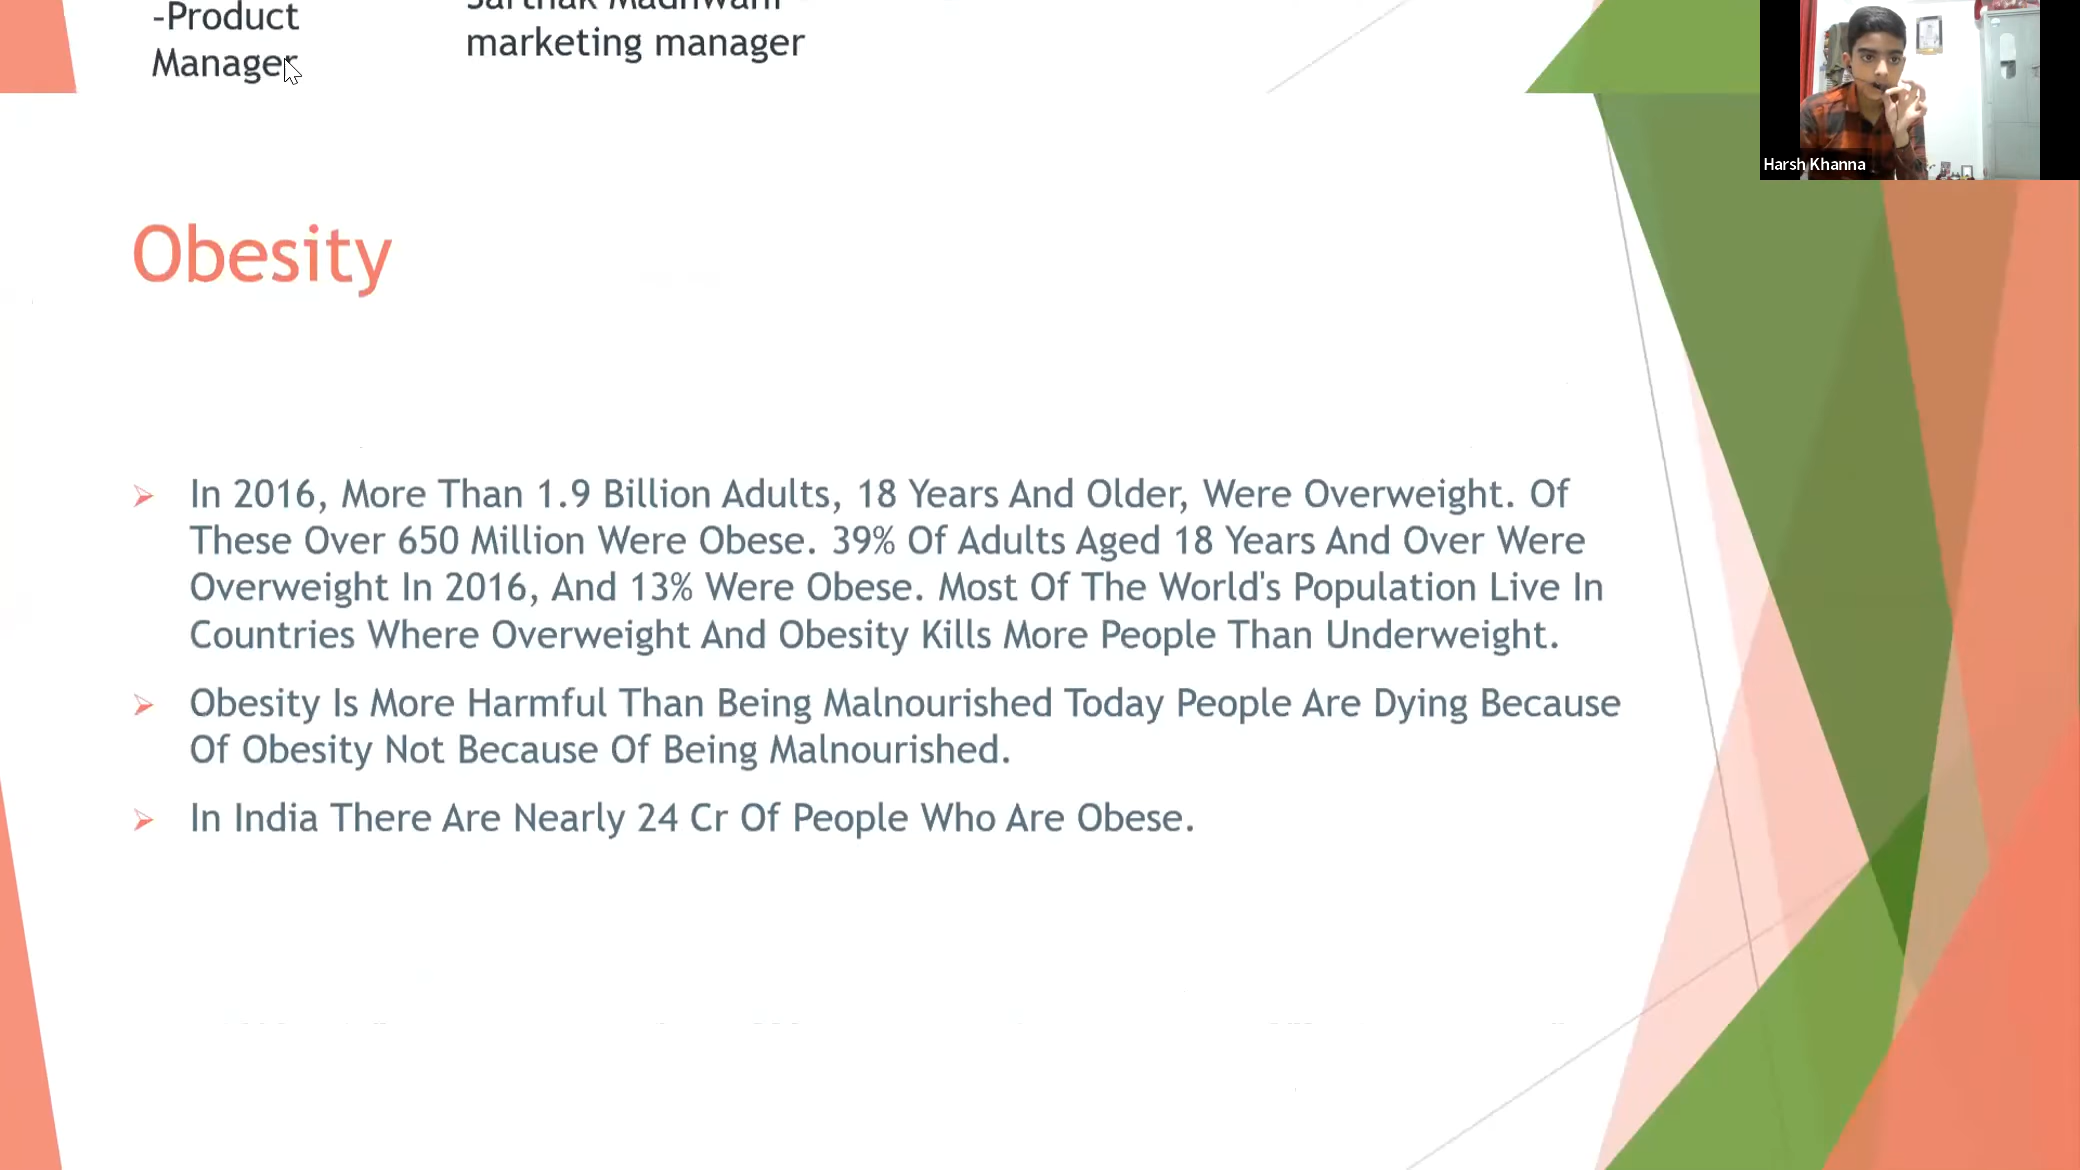 -Product
Manager
Sarthak Madhwani
marketing manager
Harsh Khanna
Obesity
In 2016, More Than 1.9 Billion Adults, 18 Years And Older, Were Overweight. Of
These Over 650 Million Were Obese. 39% Of Adults Aged 18 Years And Over Were
Overweight In 2016, And 13% Were Obese. Most Of The World's Population Live In
Countries Where Overweight And Obesity Kills More People Than Underweight.
Obesity Is More Harmful Than Being Malnourished Today People Are Dying Because
Of Obesity Not Because Of Being Malnourished.
In India There Are Nearly 24 Cr Of People Who Are Obese.